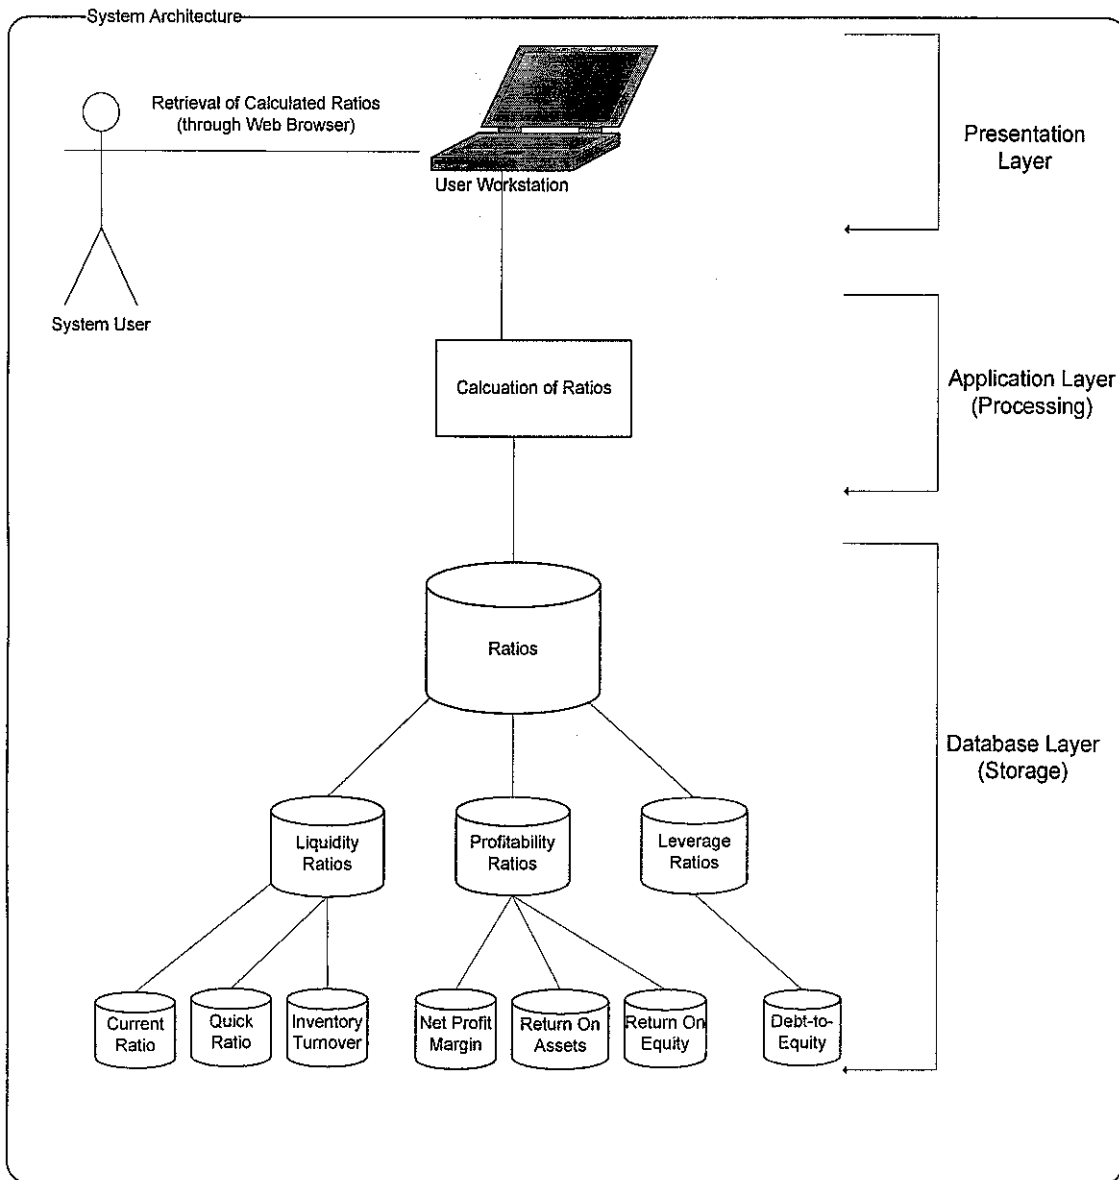 System Architecture
Retrieval of Calculated Ratios
(through Web Browser)
User Workstation
Presentation
Layer
System User
Calcuation of Ratios
Application Layer
(Processing)
Ratios
Database Layer
(Storage)
Liquidity
Ratios
Profitability
Ratios
Leverage
Ratios
Current
Ratio
Quick
Ratio
Inventory
Turnover
Net Profit
Margin
Return On
Assets
Return On
Equity
Debt-to-
Equity